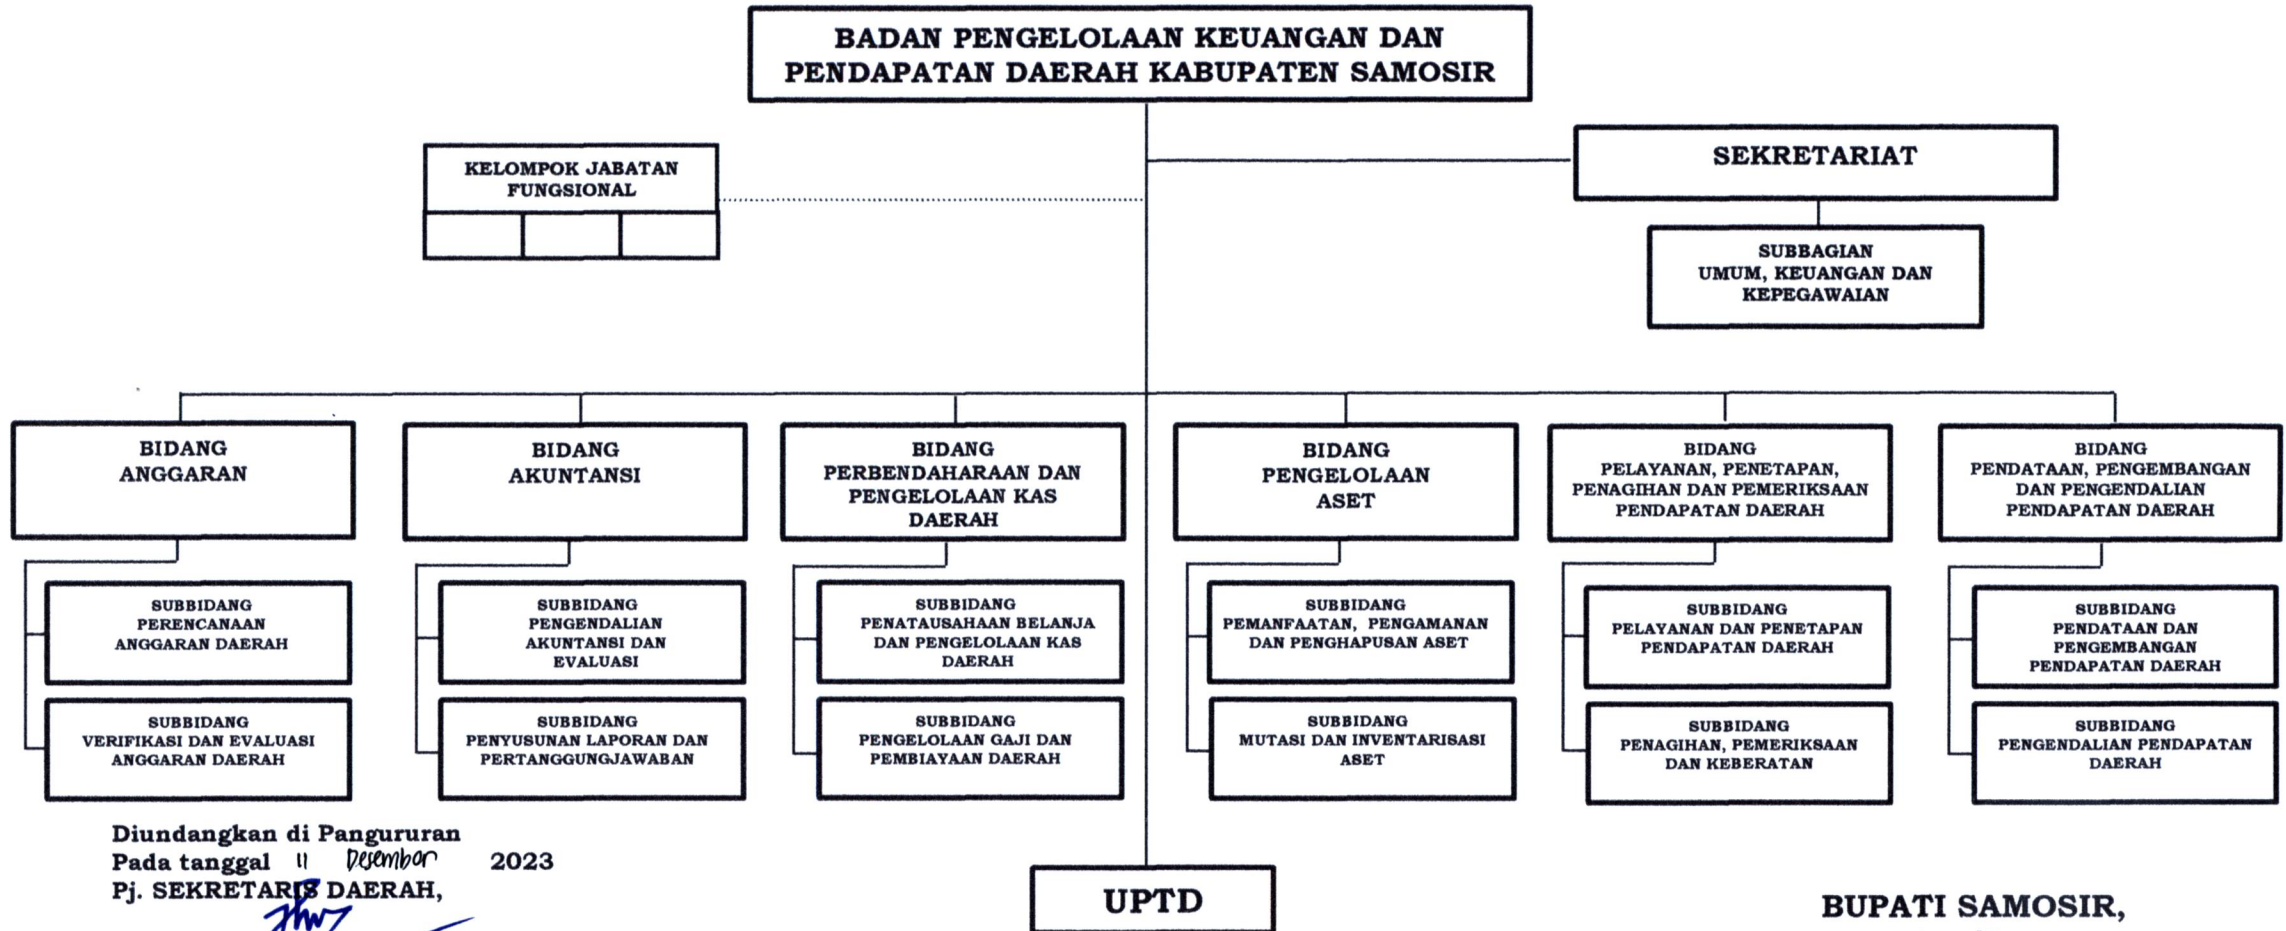 BADAN PENGELOLAAN KEUANGAN DAN
PENDAPATAN DAERAH KABUPATEN SAMOSIR
KELOMPOK JABATAN
FUNGSIONAL
SEKRETARIAT
SUBBAGIAN
UMUM, KEUANGAN DAN
KEPEGAWAIAN
BIDANG
ANGGARAN
BIDANG
AKUNTANSI
BIDANG
PERBENDAHARAAN DAN
PENGELOLAAN KAS
DAERAH
BIDANG
PENGELOLAAN
ASET
BIDANG
PELAYANAN, PENETAPAN,
PENAGIHAN DAN PEMERIKSAAN
PENDAPATAN DAERAH
BIDANG
PENDATAAN, PENGEMBANGAN
DAN PENGENDALIAN
PENDAPATAN DAERAH
SUBBIDANG
PERENCANAAN
ANGGARAN DAERAH
SUBBIDANG
PENGENDALIAN
AKUNTANSI DAN
EVALUASI
SUBBIDANG
PENATAUSAHAAN BELANJA
DAN PENGELOLAAN KAS
DAERAH
SUBBIDANG
PEMANFAATAN, PENGAMANAN
DAN PENGHAPUSAN ASET
SUBBIDANG
PELAYANAN DAN PENETAPAN
PENDAPATAN DAERAH
SUBBIDANG
PENDATAAN DAN
PENGEMBANGAN
PENDAPATAN DAERAH
SUBBIDANG
VERIFIKASI DAN EVALUASI
ANGGARAN DAERAH
SUBBIDANG
PENYUSUNAN LAPORAN DAN
PERTANGGUNGJAWABAN
SUBBIDANG
PENGELOLAAN GAJI DAN
PEMBIAYAAN DAERAH
SUBBIDANG
MUTASI DAN INVENTARISASI
ASET
SUBBIDANG
PENAGIHAN, PEMERIKSAAN
DAN KEBERATAN
SUBBIDANG
PENGENDALIAN PENDAPATAN
DAERAH
Diundangkan di Pangururan
Pada tanggal 11 Desember 2023
Pj. SEKRETARIS DAERAH,
UPTD
BUPATI SAMOSIR,